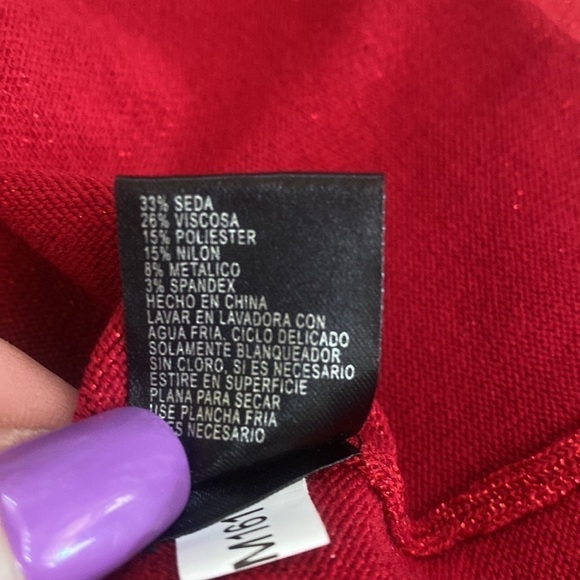 33% SEDA
26% VISCOSA
15% POLIESTER
15% NILON
8% METALICO
3% SPANDEX
HECHO EN CHINA
LAVAR EN LAVADORA CON
AGUA FRIA. CICLO DELICADO
SOLAMENTE BLANQUEADOR
SIN CLORO, SI ES NECESARIO
ESTIRE EN SUPERFICIE
PLANA PARA SECAR
USE PLANCHA FRIA
ES NECESARIO
M161